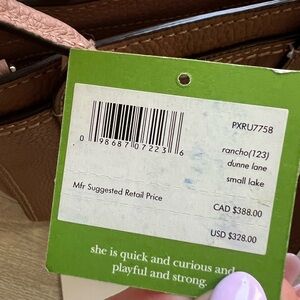 PXRU7758
0 98687 07223 6
rancho(123)
dunne lane
small lake
Mfr Suggested Retail Price
CAD $388.00
USD $328.00
she is quick and curious and
playful and strong.